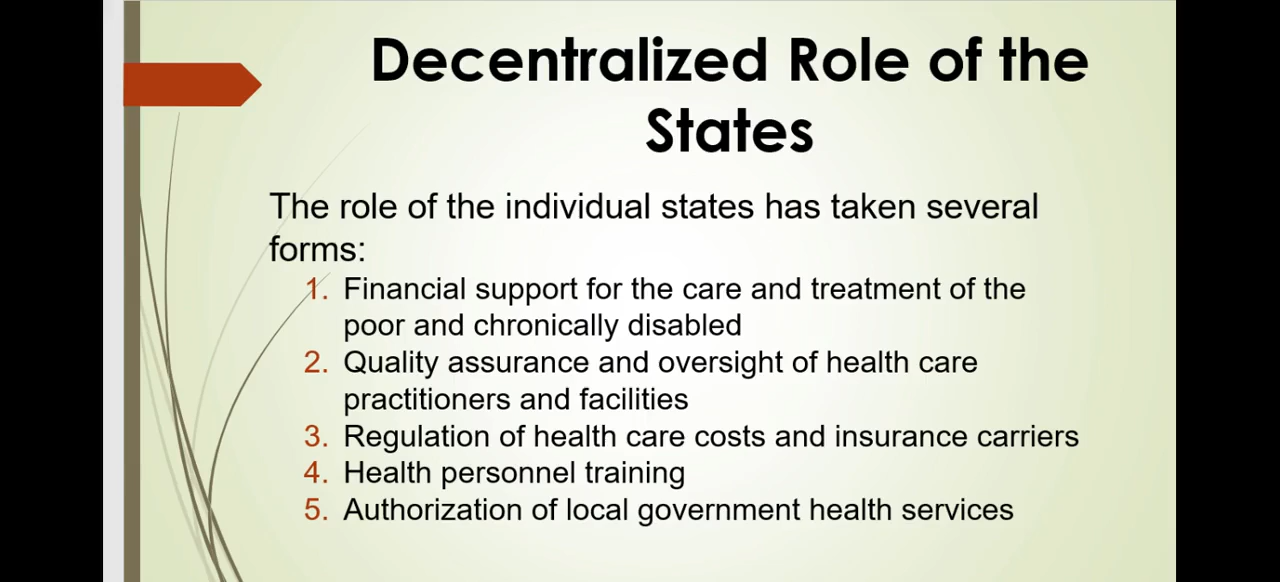 Decentralized Role of the
States
The role of the individual states has taken several
forms:
1. Financial support for the care and treatment of the
poor and chronically disabled
2. Quality assurance and oversight of health care
practitioners and facilities
3. Regulation of health care costs and insurance carriers
4. Health personnel training
5. Authorization of local government health services